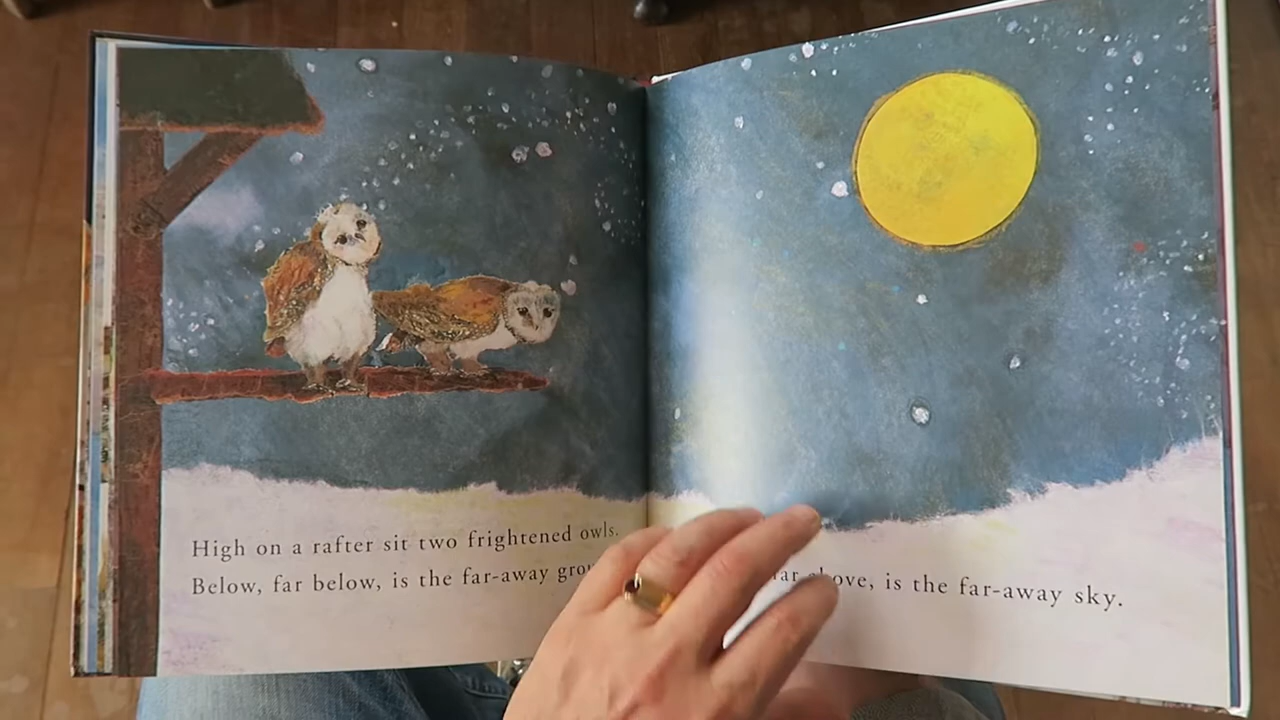 High on a rafter sit two frightened owls.
Below, far below, is the far-away
above, is the far-away sky.